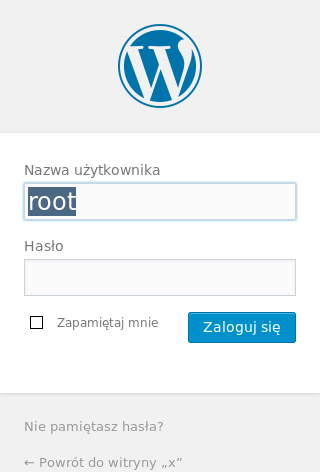 Nazwa użytkownika
root
Hasło
Zapamiętaj mnie
Zaloguj się
Nie pamiętasz hasła?
← Powrót do witryny „x”